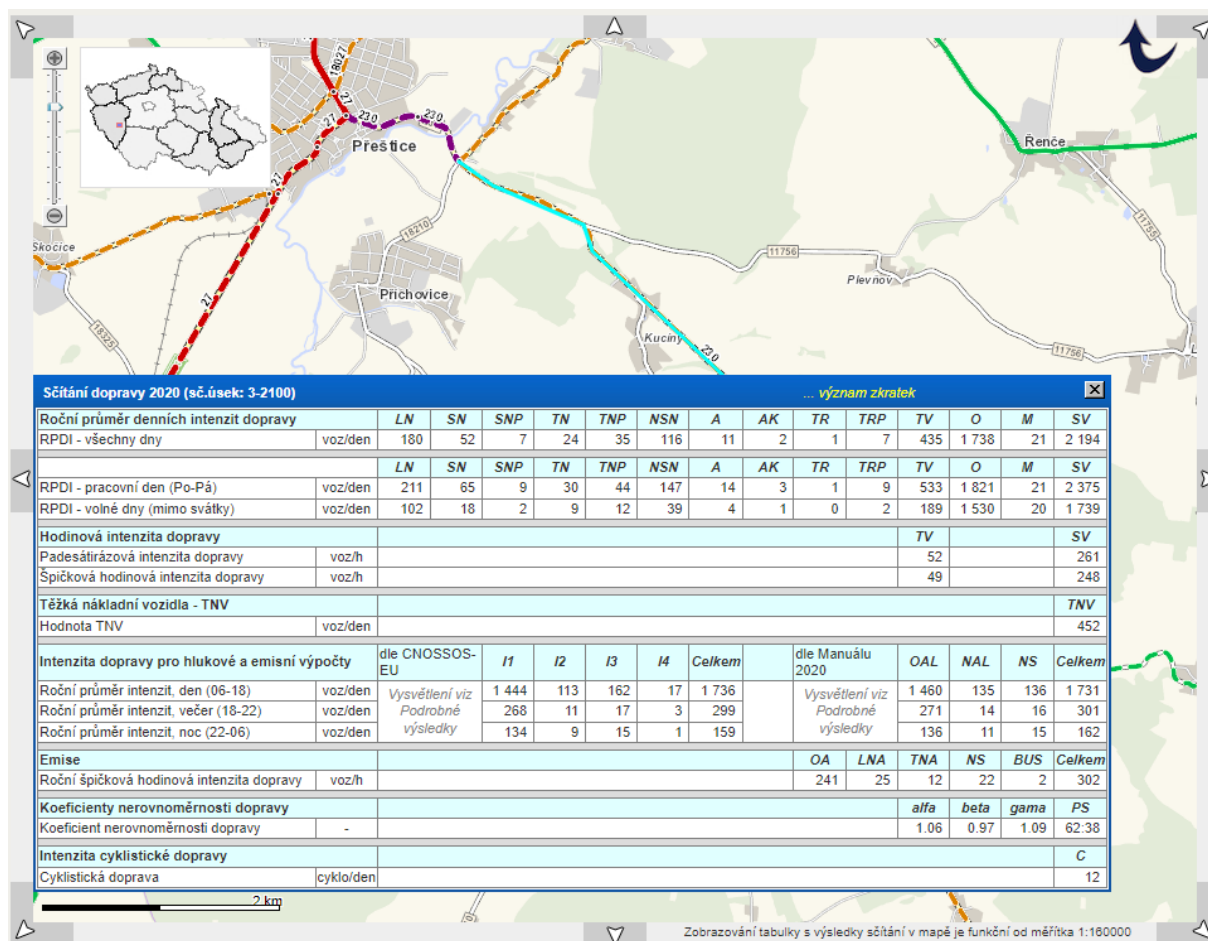 27
1802
27
27
230
230
Přeštice
Řenče
11755
18210
11756
Skočice
Plevňov
Příchovice
27
18325
Kucíny
230
11756
Sčítání dopravy 2020 (sč.úsek: 3-2100) ... význam zkratek
Roční průměr denních intenzit dopravy LN SN SNP TN TNP NSN A AK TR TRP TV O M SV
RPDI - všechny dny voz/den 180 52 7 24 35 116 11 2 1 7 435 1 738 21 2 194
LN SN SNP TN TNP NSN A AK TR TRP TV O M SV
RPDI - pracovní den (Po-Pá) voz/den 211 65 9 30 44 147 14 3 1 9 533 1 821 21 2 375
RPDI - volné dny (mimo svátky) voz/den 102 18 2 9 12 39 4 1 0 2 189 1 530 20 1 739
Hodinová intenzita dopravy TV SV
Padesátirázová intenzita dopravy voz/h 52 261
Špičková hodinová intenzita dopravy voz/h 49 248
Těžká nákladní vozidla - TNV TNV
Hodnota TNV voz/den 452
Intenzita dopravy pro hlukové a emisní výpočty dle CNOSSOS-EU I1 I2 I3 I4 Celkem dle Manuálu 2020 OAL NAL NS Celkem
Roční průměr intenzit, den (06-18) voz/den Vysvětlení viz 1 444 113 162 17 1 736 Vysvětlení viz 1 460 135 136 1 731
Roční průměr intenzit, večer (18-22) voz/den Podrobné 268 11 17 3 299 Podrobné 271 14 16 301
Roční průměr intenzit, noc (22-06) voz/den výsledky 134 9 15 1 159 výsledky 136 11 15 162
Emise OA LNA TNA NS BUS Celkem
Roční špičková hodinová intenzita dopravy voz/h 241 25 12 22 2 302
Koeficienty nerovnoměrnosti dopravy alfa beta gama PS
Koeficient nerovnoměrnosti dopravy - 1.06 0.97 1.09 62:38
Intenzita cyklistické dopravy C
Cyklistická doprava cyklo/den 12
2 km
Zobrazování tabulky s výsledky sčítání v mapě je funkční od měřítka 1:160000